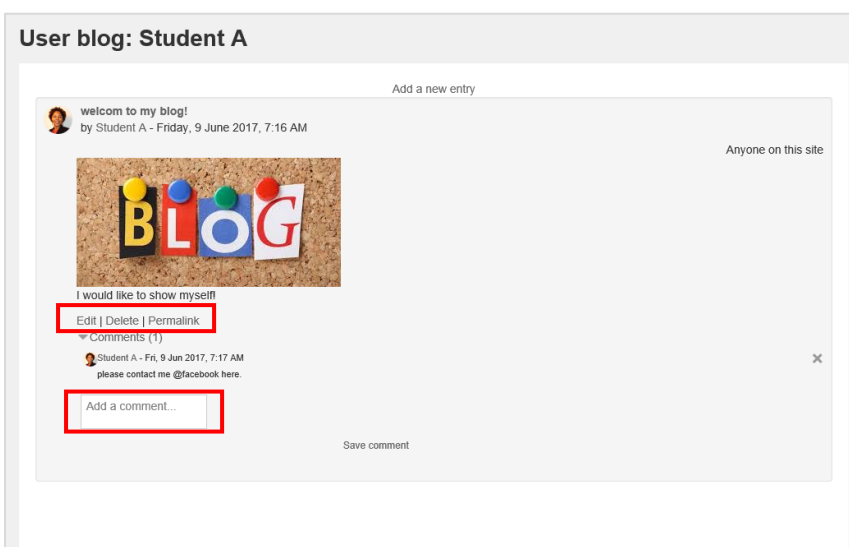 User blog: Student A
Add a new entry
welcom to my blog!
by Student A - Friday, 9 June 2017, 7:16 AM
Anyone on this site
BLOG
I would like to show myself!
Edit | Delete | Permalink
Comments (1)
Student A - Fri, 9 Jun 2017, 7:17 AM
please contact me @facebook here.
Add a comment...
Save comment